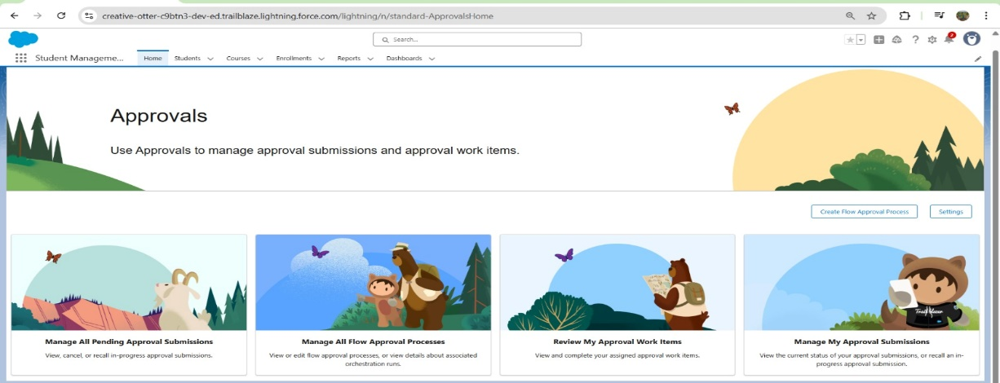 creative-otter-c9btn3-dev-ed.trailblaze.lightning.force.com/lightning/n/standard-ApprovalsHome
Search...
2
Student Manageme... Home Students Courses Enrollments Reports Dashboards
Approvals
Use Approvals to manage approval submissions and approval work items.
Create Flow Approval Process Settings
Trailblazer
Manage All Pending Approval Submissions
View, cancel, or recall in-progress approval submissions.
Manage All Flow Approval Processes
View or edit flow approval processes, or view details about associated
orchestration runs.
Review My Approval Work Items
View and complete your assigned approval work items.
Manage My Approval Submissions
View the current status of your approval submissions, or recall an in-
progress approval submission.